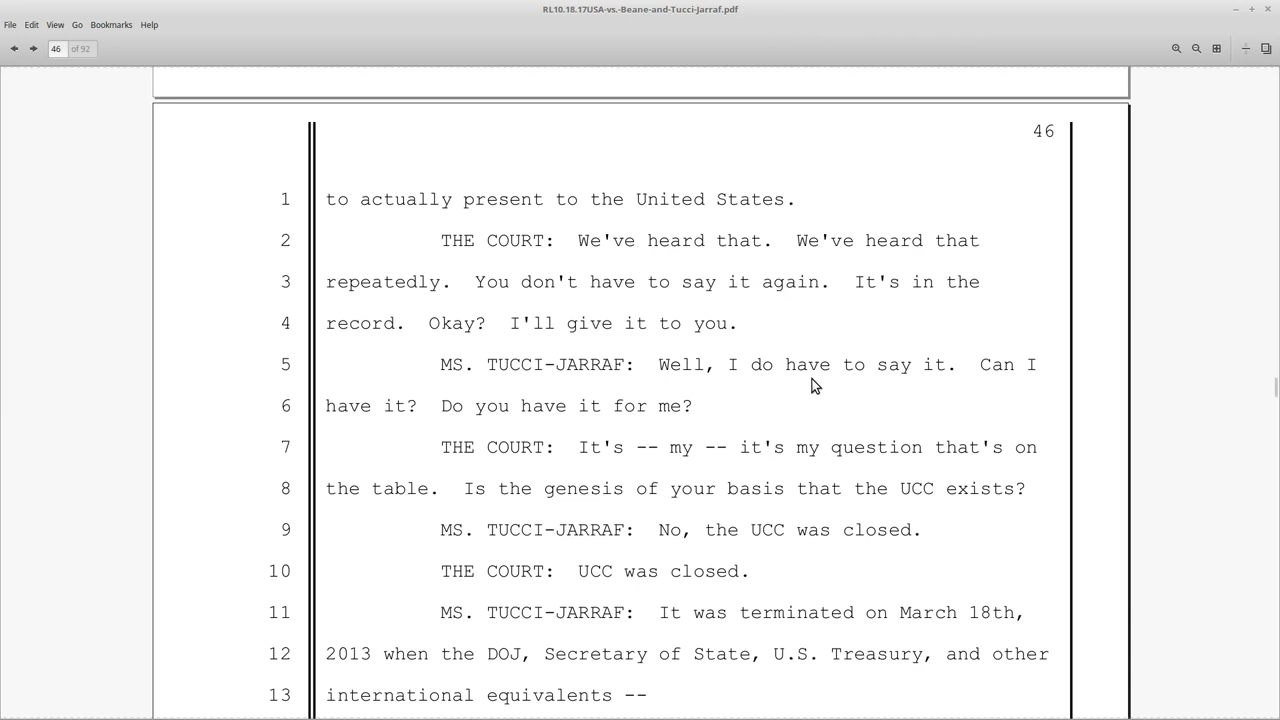 RL10.18.17USA-vs.-Beane-and-Tucci-Jarraf.pdf
File Edit View Go Bookmarks Help
46 of 92
46
1 to actually present to the United States.
2 THE COURT: We've heard that. We've heard that
3 repeatedly. You don't have to say it again. It's in the
4 record. Okay? I'll give it to you.
5 MS. TUCCI-JARRAF: Well, I do have to say it. Can I
6 have it? Do you have it for me?
7 THE COURT: It's -- my -- it's my question that's on
8 the table. Is the genesis of your basis that the UCC exists?
9 MS. TUCCI-JARRAF: No, the UCC was closed.
10 THE COURT: UCC was closed.
11 MS. TUCCI-JARRAF: It was terminated on March 18th,
12 2013 when the DOJ, Secretary of State, U.S. Treasury, and other
13 international equivalents --